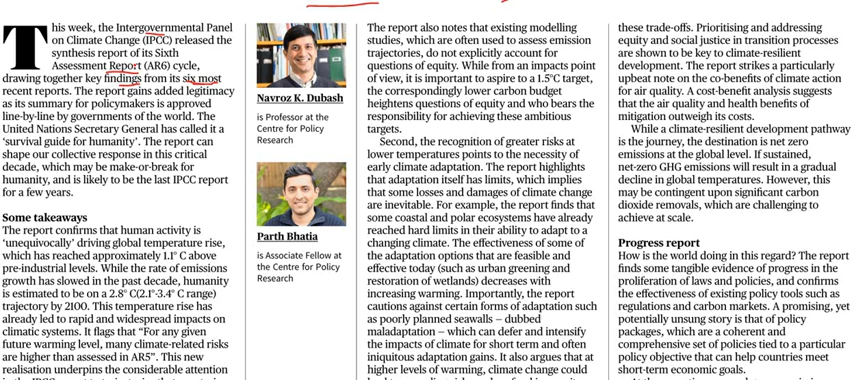 This week, the Intergovernmental Panel
on Climate Change (IPCC) released the
synthesis report of its Sixth
Assessment Report (AR6) cycle,
drawing together key findings from its six most
recent reports. The report gains added legitimacy
as its summary for policymakers is approved
line-by-line by governments of the world. The
United Nations Secretary General has called it a
‘survival guide for humanity’. The report can
shape our collective response in this critical
decade, which may be make-or-break for
humanity, and is likely to be the last IPCC report
for a few years.
Some takeaways
The report confirms that human activity is
‘unequivocally’ driving global temperature rise,
which has reached approximately 1.1° C above
pre-industrial levels. While the rate of emissions
growth has slowed in the past decade, humanity
is estimated to be on a 2.8° C(2.1°-3.4° C range)
trajectory by 2100. This temperature rise has
already led to rapid and widespread impacts on
climatic systems. It flags that “For any given
future warming level, many climate-related risks
are higher than assessed in AR5”. This new
realisation underpins the considerable attention
Navroz K. Dubash
is Professor at the
Centre for Policy
Research
Parth Bhatia
is Associate Fellow at
the Centre for Policy
Research
The report also notes that existing modelling
studies, which are often used to assess emission
trajectories, do not explicitly account for
questions of equity. While from an impacts point
of view, it is important to aspire to a 1.5°C target,
the correspondingly lower carbon budget
heightens questions of equity and who bears the
responsibility for achieving these ambitious
targets.
Second, the recognition of greater risks at
lower temperatures points to the necessity of
early climate adaptation. The report highlights
that adaptation itself has limits, which implies
that some losses and damages of climate change
are inevitable. For example, the report finds that
some coastal and polar ecosystems have already
reached hard limits in their ability to adapt to a
changing climate. The effectiveness of some of
the adaptation options that are feasible and
effective today (such as urban greening and
restoration of wetlands) decreases with
increasing warming. Importantly, the report
cautions against certain forms of adaptation such
as poorly planned seawalls — dubbed
maladaptation — which can defer and intensify
the impacts of climate for short term and often
iniquitous adaptation gains. It also argues that at
higher levels of warming, climate change could
these trade-offs. Prioritising and addressing
equity and social justice in transition processes
are shown to be key to climate-resilient
development. The report strikes a particularly
upbeat note on the co-benefits of climate action
for air quality. A cost-benefit analysis suggests
that the air quality and health benefits of
mitigation outweigh its costs.
While a climate-resilient development pathway
is the journey, the destination is net zero
emissions at the global level. If sustained,
net-zero GHG emissions will result in a gradual
decline in global temperatures. However, this
may be contingent upon significant carbon
dioxide removals, which are challenging to
achieve at scale.
Progress report
How is the world doing in this regard? The report
finds some tangible evidence of progress in the
proliferation of laws and policies, and confirms
the effectiveness of existing policy tools such as
regulations and carbon markets. A promising, yet
potentially unsung story is that of policy
packages, which are a coherent and
comprehensive set of policies tied to a particular
policy objective that can help countries meet
short-term economic goals.